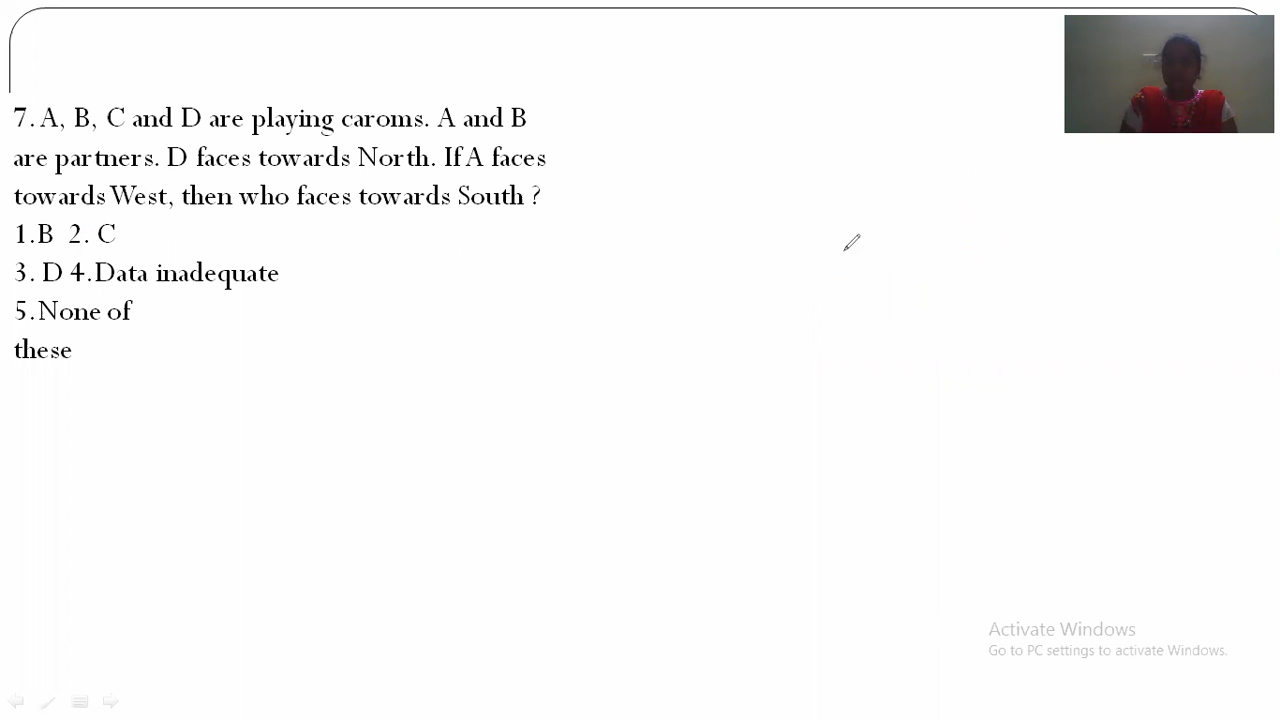 7. A, B, C and D are playing caroms. A and B
are partners. D faces towards North. If A faces
towards West, then who faces towards South ?
1.B 2. C
3. D 4.Data inadequate
5.None of
these
Activate Windows
Go to PC settings to activate Windows.